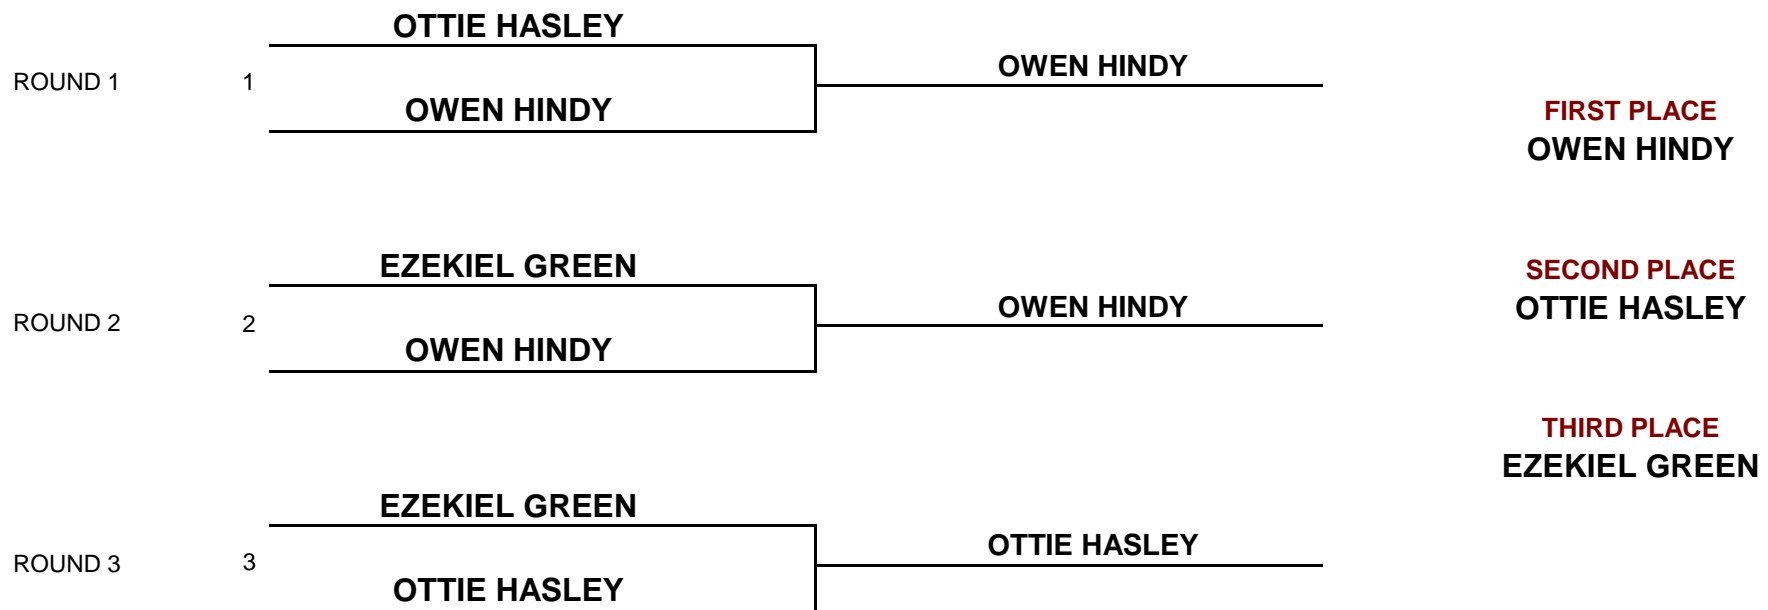 OTTIE HASLEY
ROUND 1
1
OWEN HINDY
OWEN HINDY
FIRST PLACE
OWEN HINDY
EZEKIEL GREEN
ROUND 2
2
OWEN HINDY
OWEN HINDY
SECOND PLACE
OTTIE HASLEY
THIRD PLACE
EZEKIEL GREEN
EZEKIEL GREEN
ROUND 3
3
OTTIE HASLEY
OTTIE HASLEY